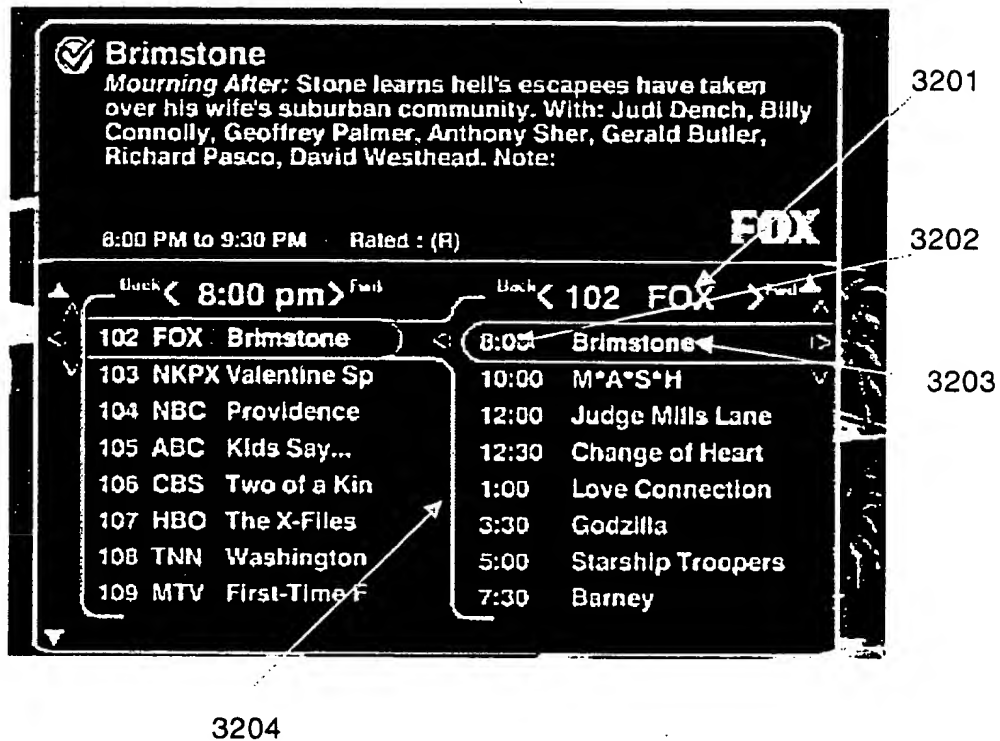 Brimstone
Mourning After: Stone learns hell's escapees have taken
over his wife's suburban community. With: Judi Dench, Billy
Connolly, Geoffrey Palmer, Anthony Sher, Gerald Butler,
Richard Pasco, David Westhead. Note:
FOX
8:00 PM to 9:30 PM Rated : (R)
Back < 8:00 pm > Fwd
102 FOX Brimstone
103 NKPX Valentine Sp
104 NBC Providence
105 ABC Kids Say...
106 CBS Two of a Kin
107 HBO The X-Files
108 TNN Washington
109 MTV First-Time F
Back < 102 FOX > Fwd
8:00 Brimstone
10:00 M*A*S*H
12:00 Judge Mills Lane
12:30 Change of Heart
1:00 Love Connection
3:30 Godzilla
5:00 Starship Troopers
7:30 Barney
3201
3202
3203
3204